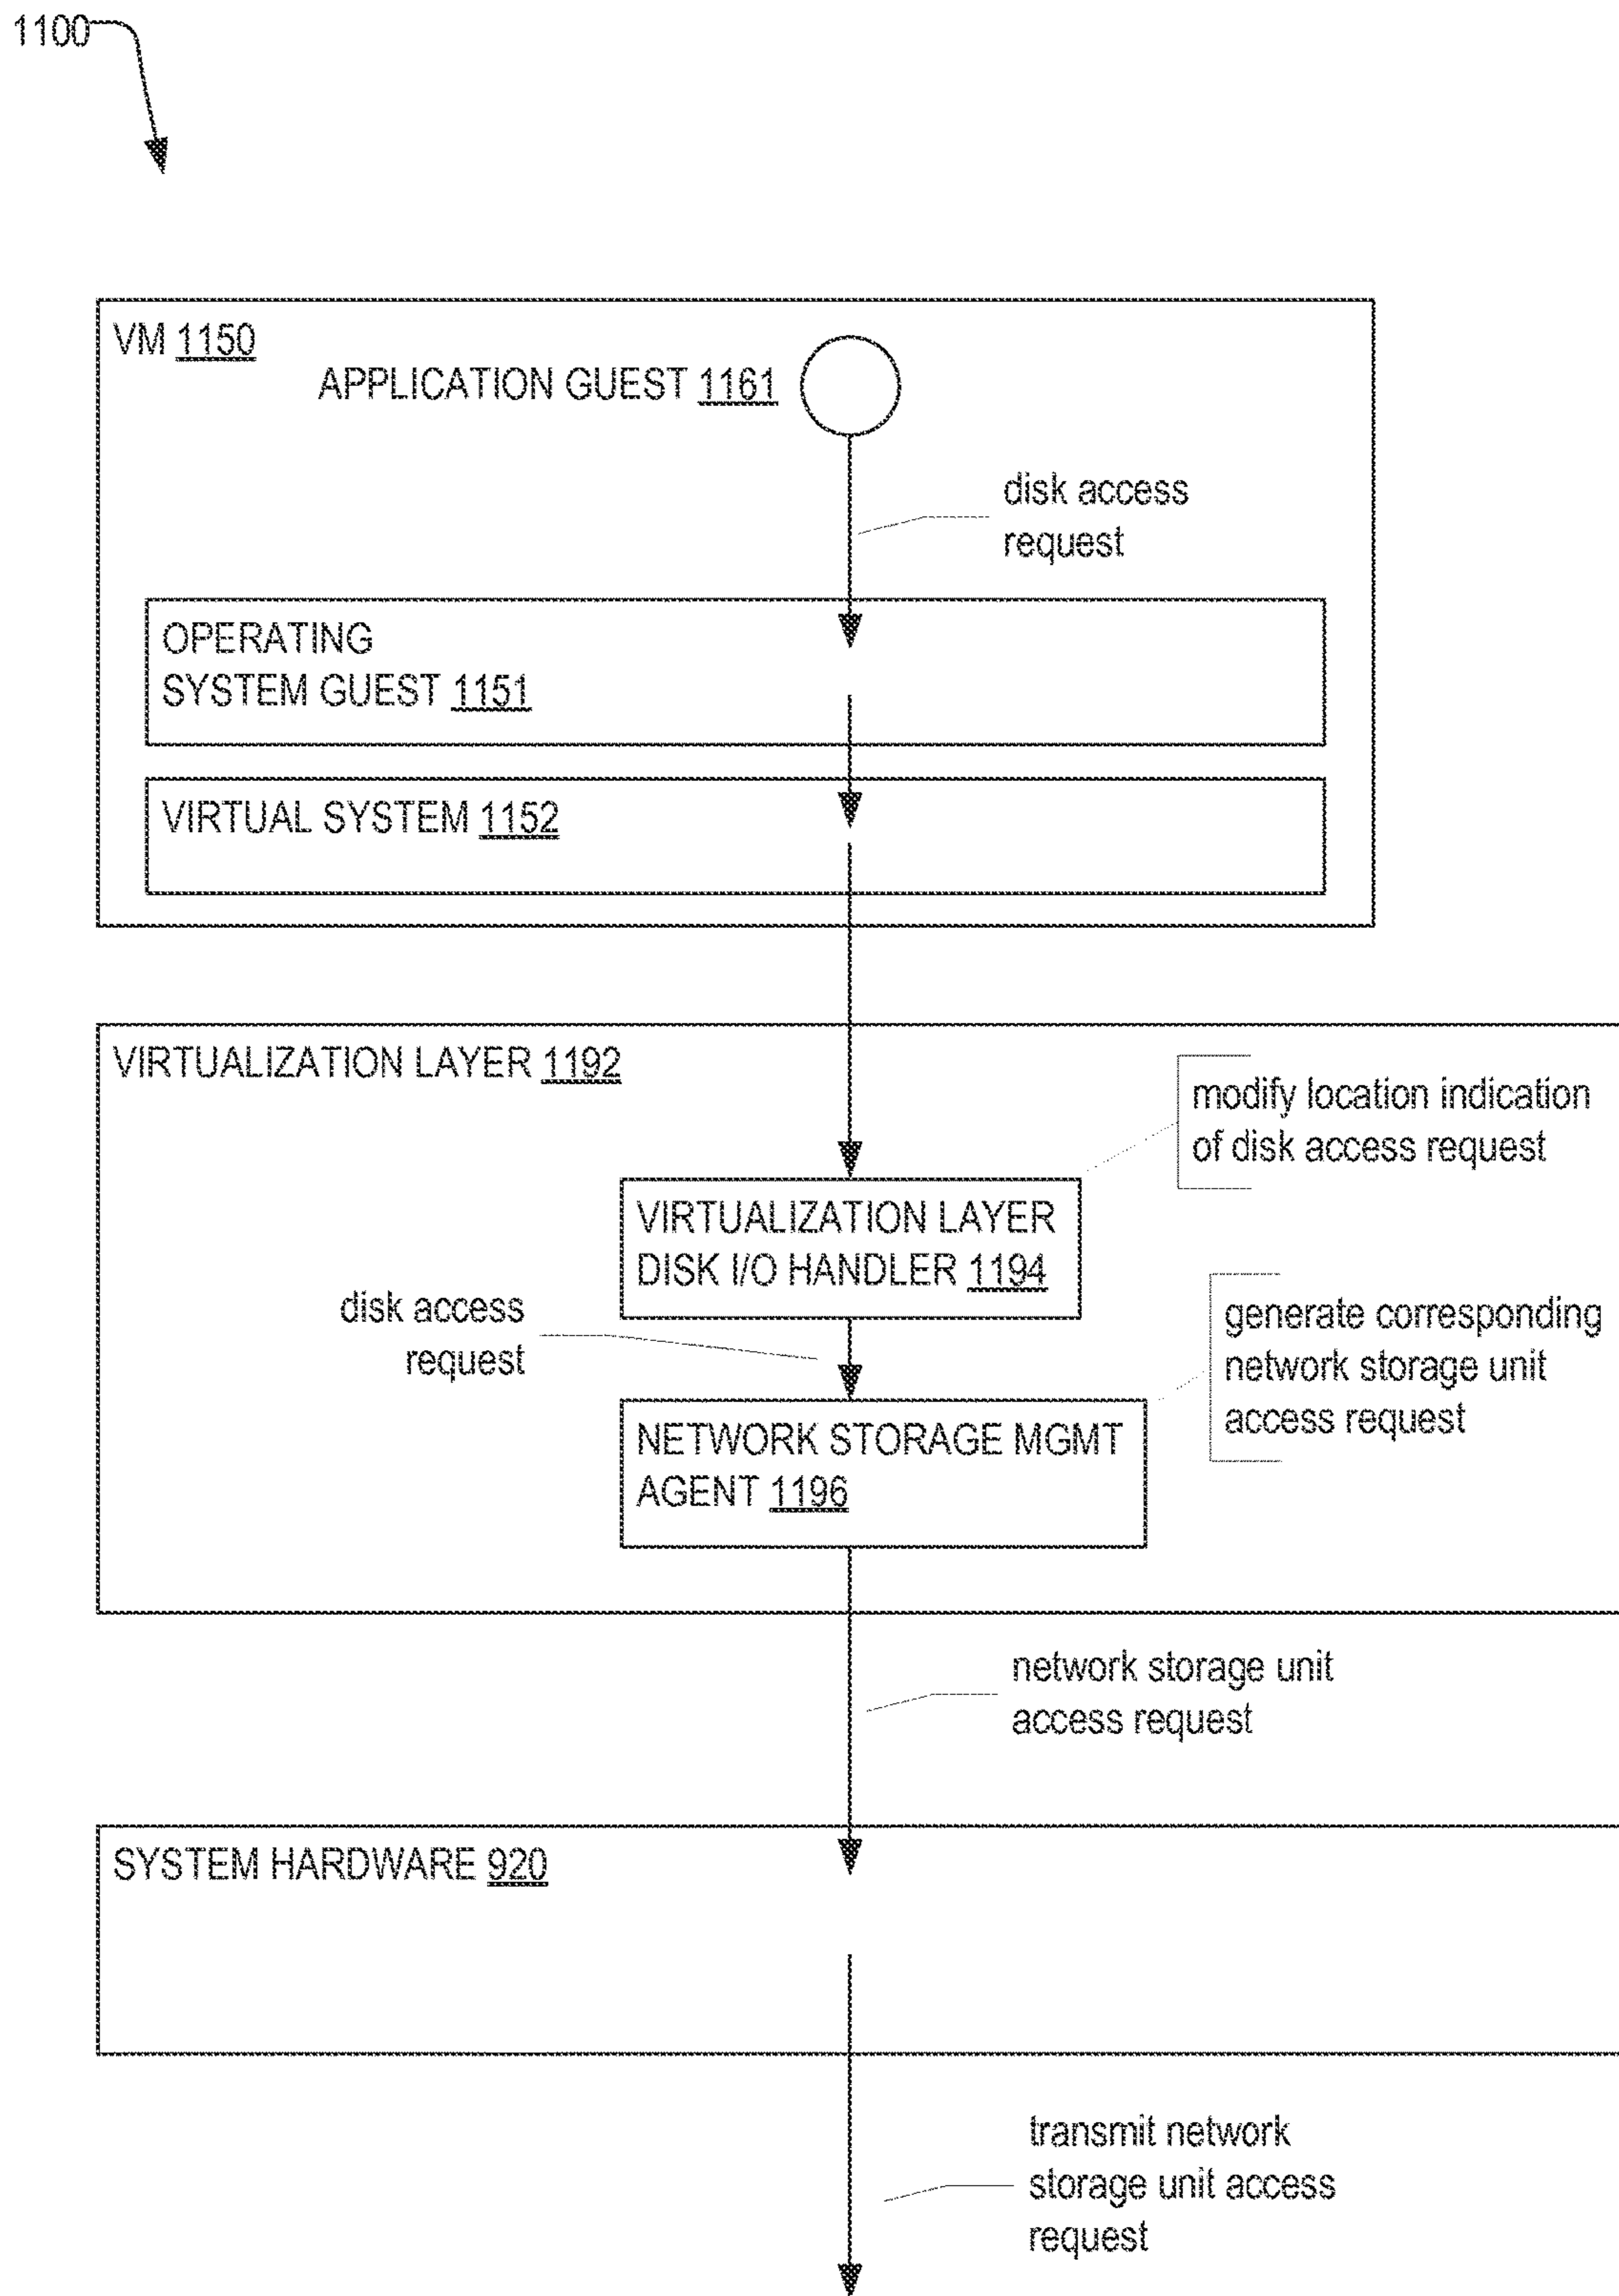 1100
VM 1150
APPLICATION GUEST 1161
disk access
request
OPERATING
SYSTEM GUEST 1151
VIRTUAL SYSTEM 1152
VIRTUALIZATION LAYER 1192
modify location indication
of disk access request
VIRTUALIZATION LAYER
DISK I/O HANDLER 1194
disk access
request
generate corresponding
network storage unit
access request
NETWORK STORAGE MGMT
AGENT 1196
network storage unit
access request
SYSTEM HARDWARE 920
transmit network
storage unit access
request